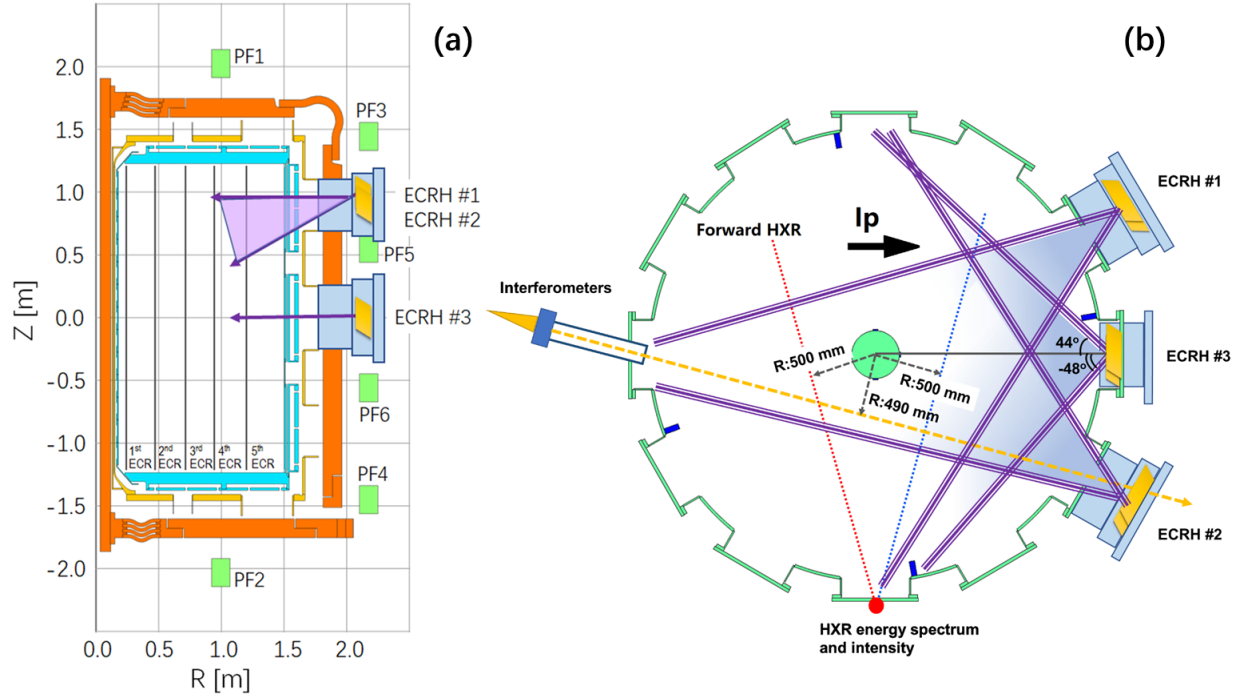 (a)
PF1
2.0
PF3
1.5
1.0
ECRH #1
ECRH #2
0.5
PF5
Z [m]
0.0
ECRH #3
-0.5
PF6
-1.0
1st ECR
2nd ECR
3rd ECR
4th ECR
5th ECR
PF4
-1.5
-2.0
PF2
0.0
0.5
1.0
1.5
2.0
R [m]
(b)
ECRH #1
Forward HXR
Ip
Interferometers
44°
-48°
ECRH #3
R:500 mm
R:500 mm
R:490 mm
ECRH #2
HXR energy spectrum
and intensity